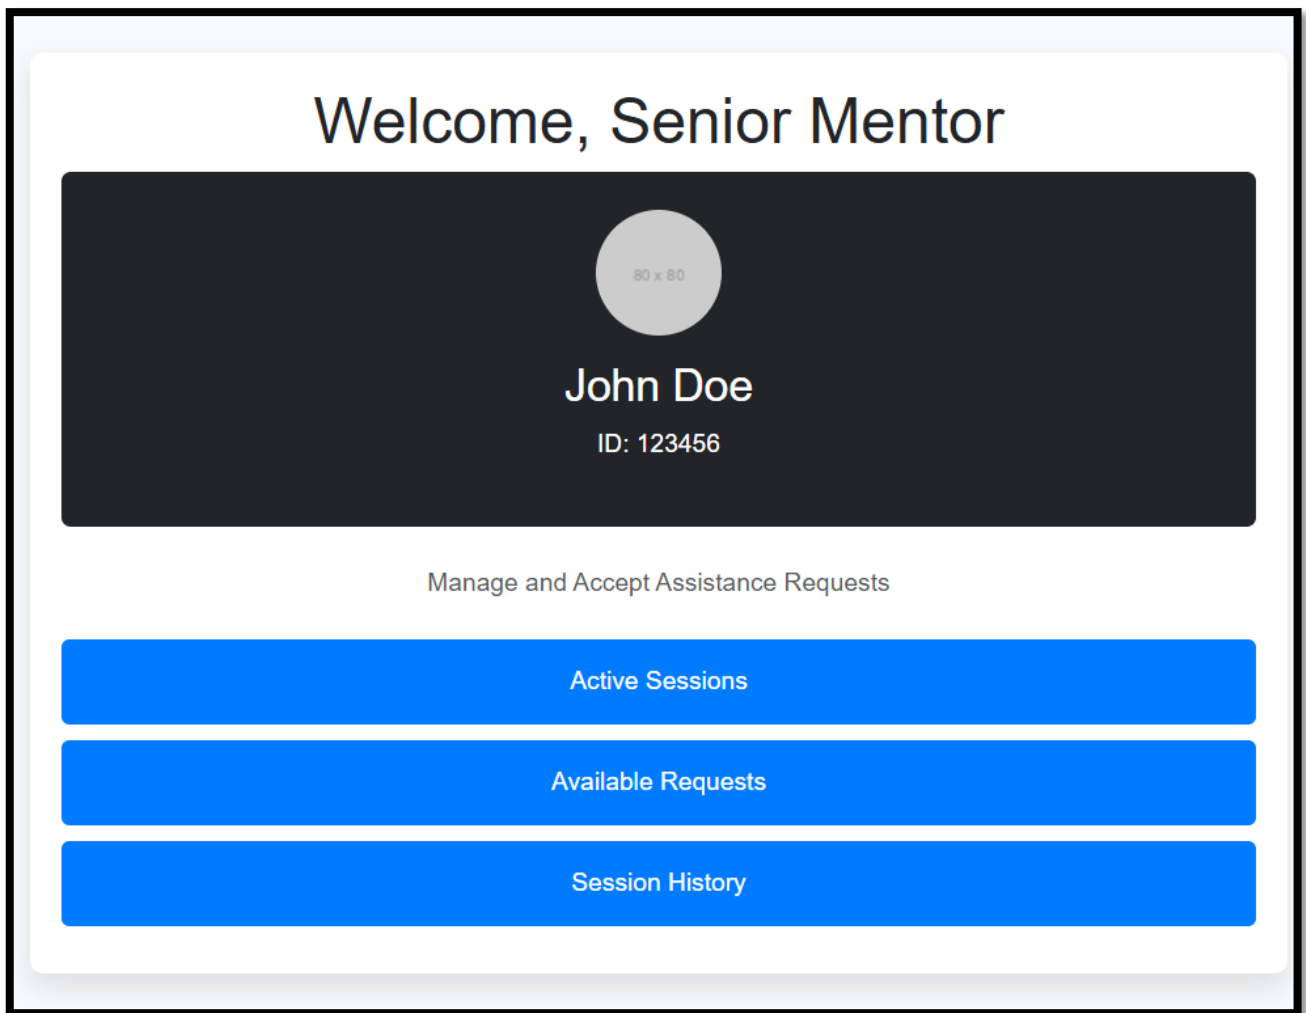 Welcome, Senior Mentor
80 x 80
John Doe
ID: 123456
Manage and Accept Assistance Requests
Active Sessions
Available Requests
Session History